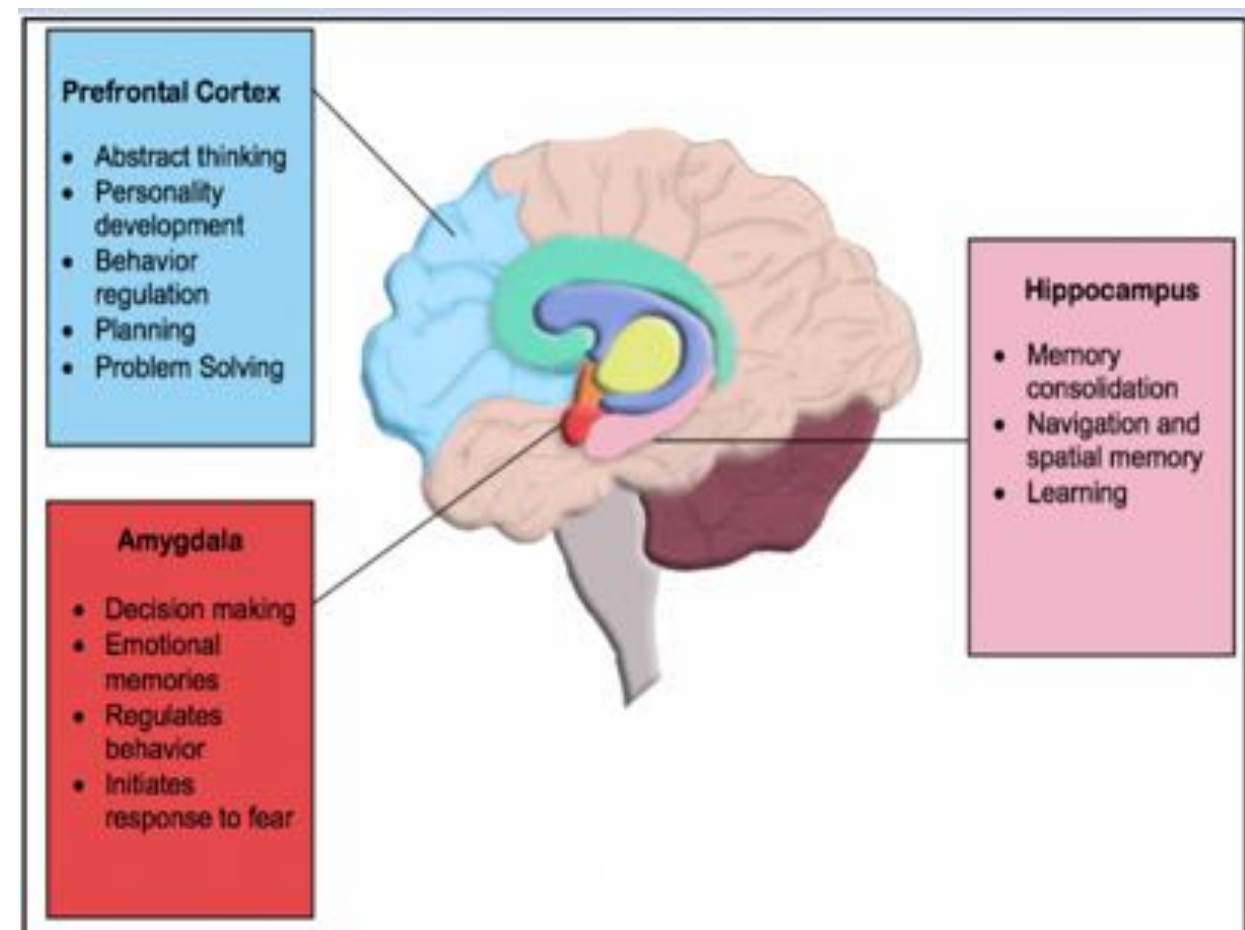 Prefrontal Cortex
• Abstract thinking
• Personality
development
• Behavior
regulation
• Planning
• Problem Solving
Amygdala
• Decision making
• Emotional
memories
• Regulates
behavior
• Initiates
response to fear
Hippocampus
• Memory
consolidation
• Navigation and
spatial memory
• Learning